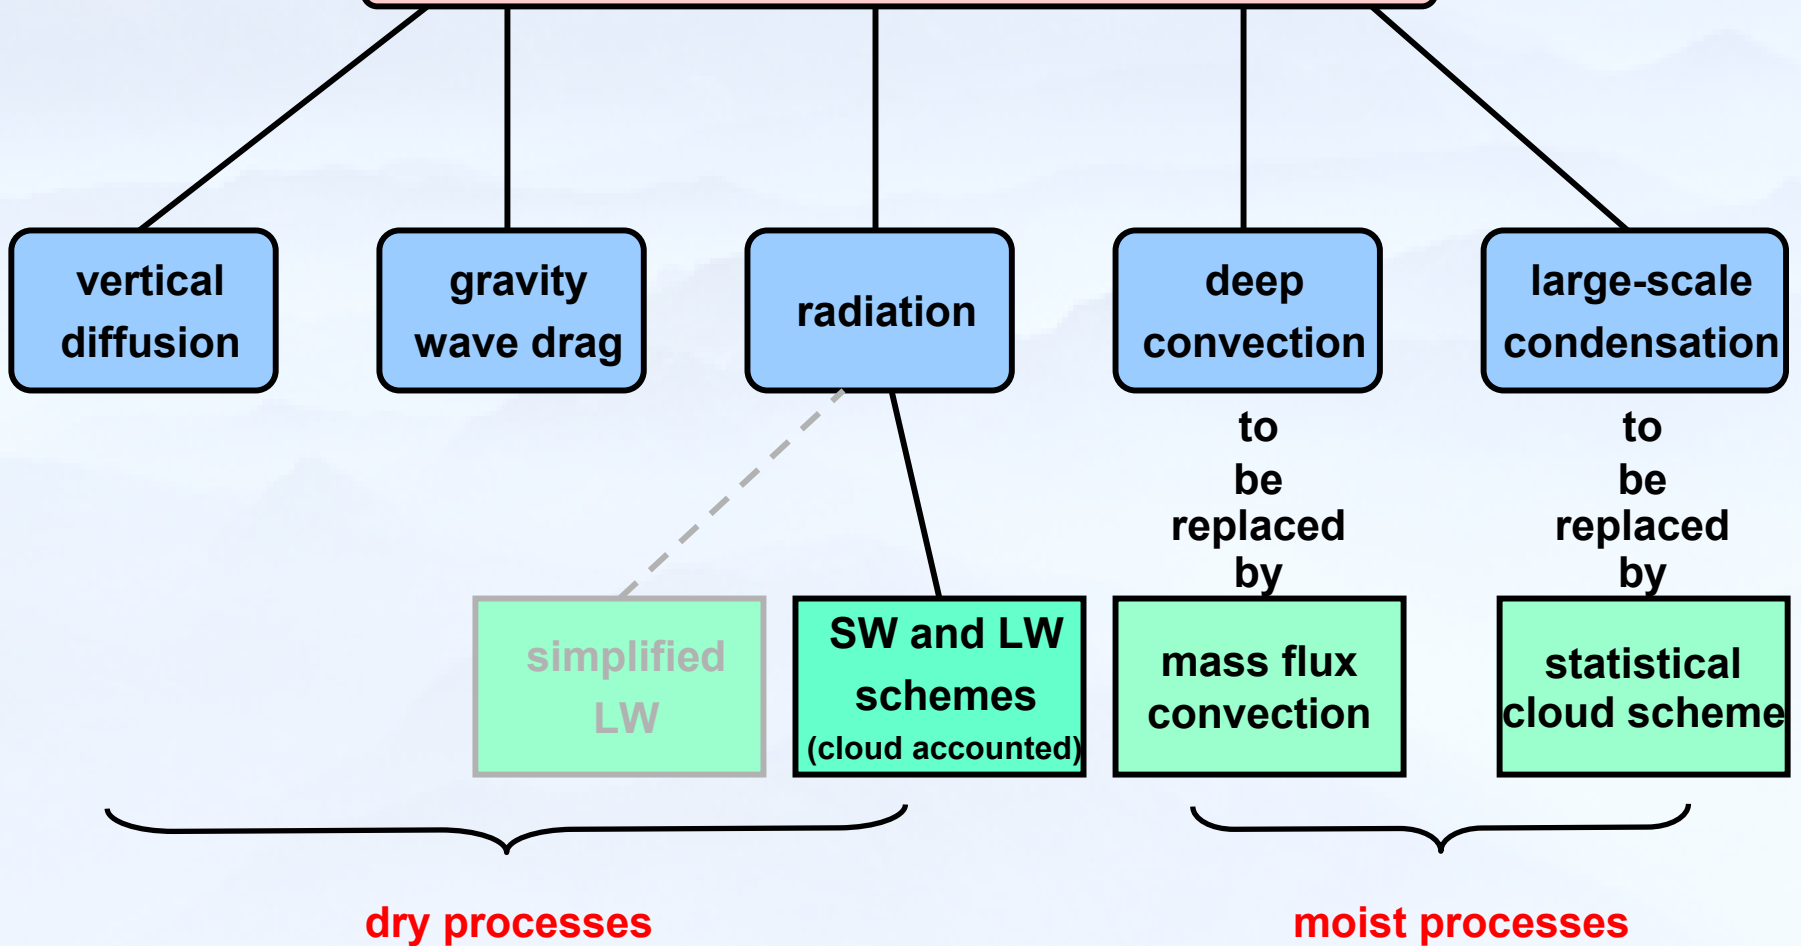 vertical
diffusion
gravity
wave drag
radiation
deep
convection
large-scale
condensation
to
be
replaced
by
to
be
replaced
by
simplified
LW
SW and LW
schemes
(cloud accounted)
mass flux
convection
statistical
cloud scheme
dry processes
moist processes